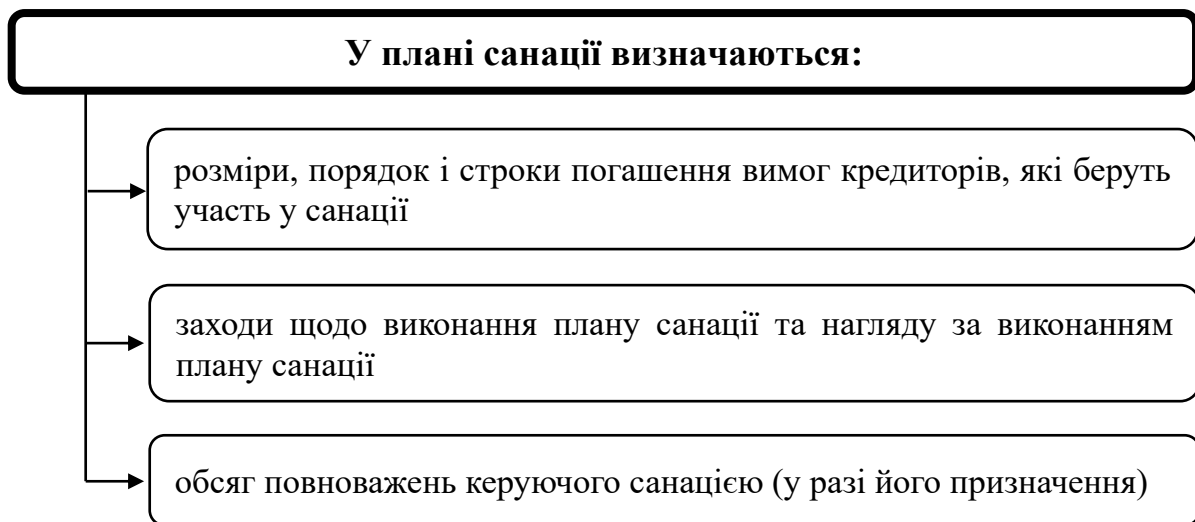 У плані санації визначаються:
розміри, порядок і строки погашення вимог кредиторів, які беруть
участь у санації
заходи щодо виконання плану санації та нагляду за виконанням
плану санації
обсяг повноважень керуючого санацією (у разі його призначення)